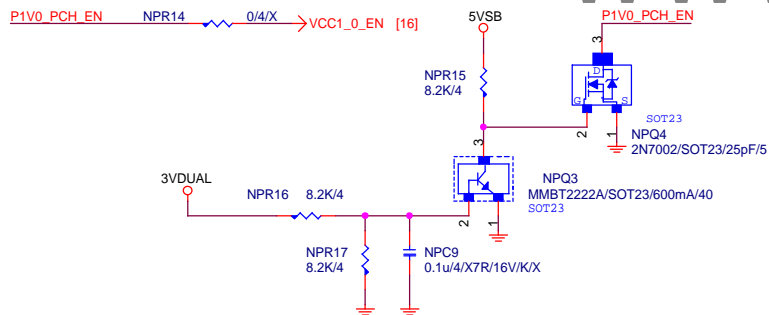 P1V0_PCH_EN NPR14 0/4/X VCC1_0_EN [16]
5VSB
P1V0_PCH_EN
3
D
G S
NPR15
8.2K/4
SOT23
2 1
NPQ4
2N7002/SOT23/25pF/5
3
NPQ3
MMBT2222A/SOT23/600mA/40
SOT23
2 1
3VDUAL
NPR16 8.2K/4
NPR17
8.2K/4
NPC9
0.1u/4/X7R/16V/K/X